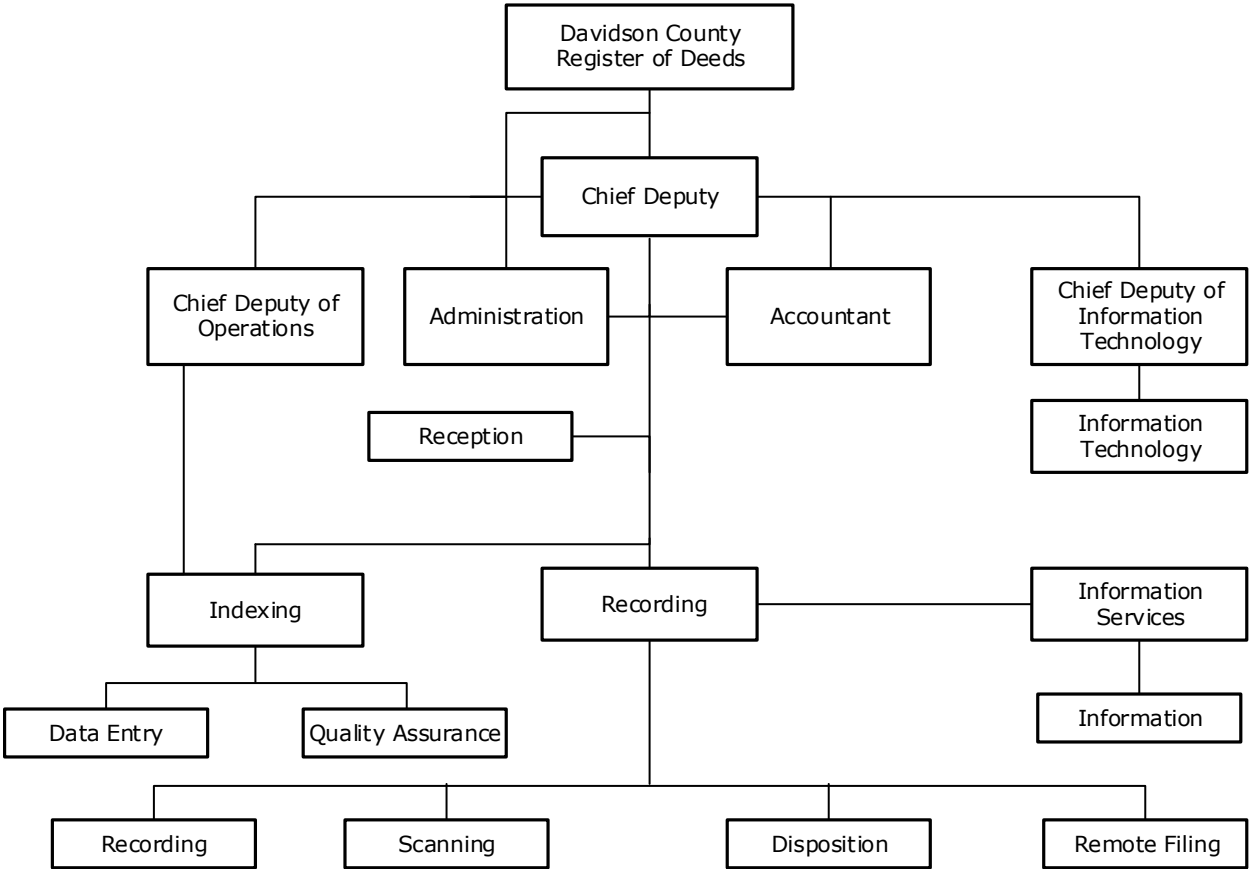 Davidson County
Register of Deeds
Chief Deputy
Chief Deputy of
Operations
Administration
Accountant
Chief Deputy of
Information
Technology
Reception
Information
Technology
Indexing
Recording
Information
Services
Data Entry
Quality Assurance
Information
Recording
Scanning
Disposition
Remote Filing